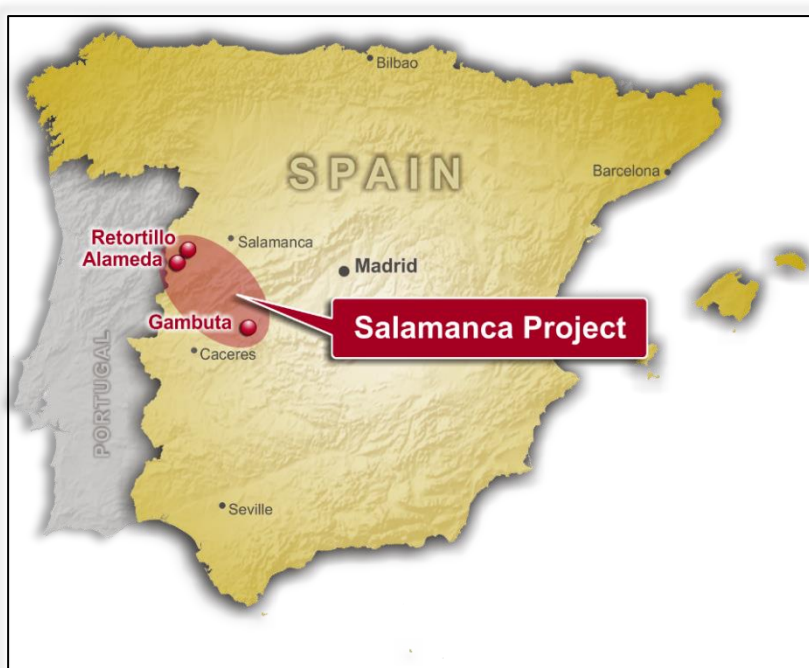 Bilbao
SPAIN
Barcelona
Retortillo
Salamanca
Alameda
Madrid
Gambuta
Salamanca Project
Caceres
PORTUGAL
Seville